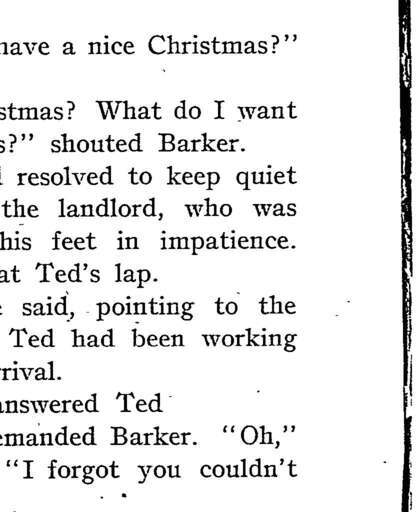 have a nice Christmas?"
stmas? What do I want
s?" shouted Barker.
resolved to keep quiet
the landlord, who was
his feet in impatience.
at Ted's lap.
said, pointing to the
Ted had been working
rival.
answered Ted
emanded Barker. "Oh,"
"I forgot you couldn't